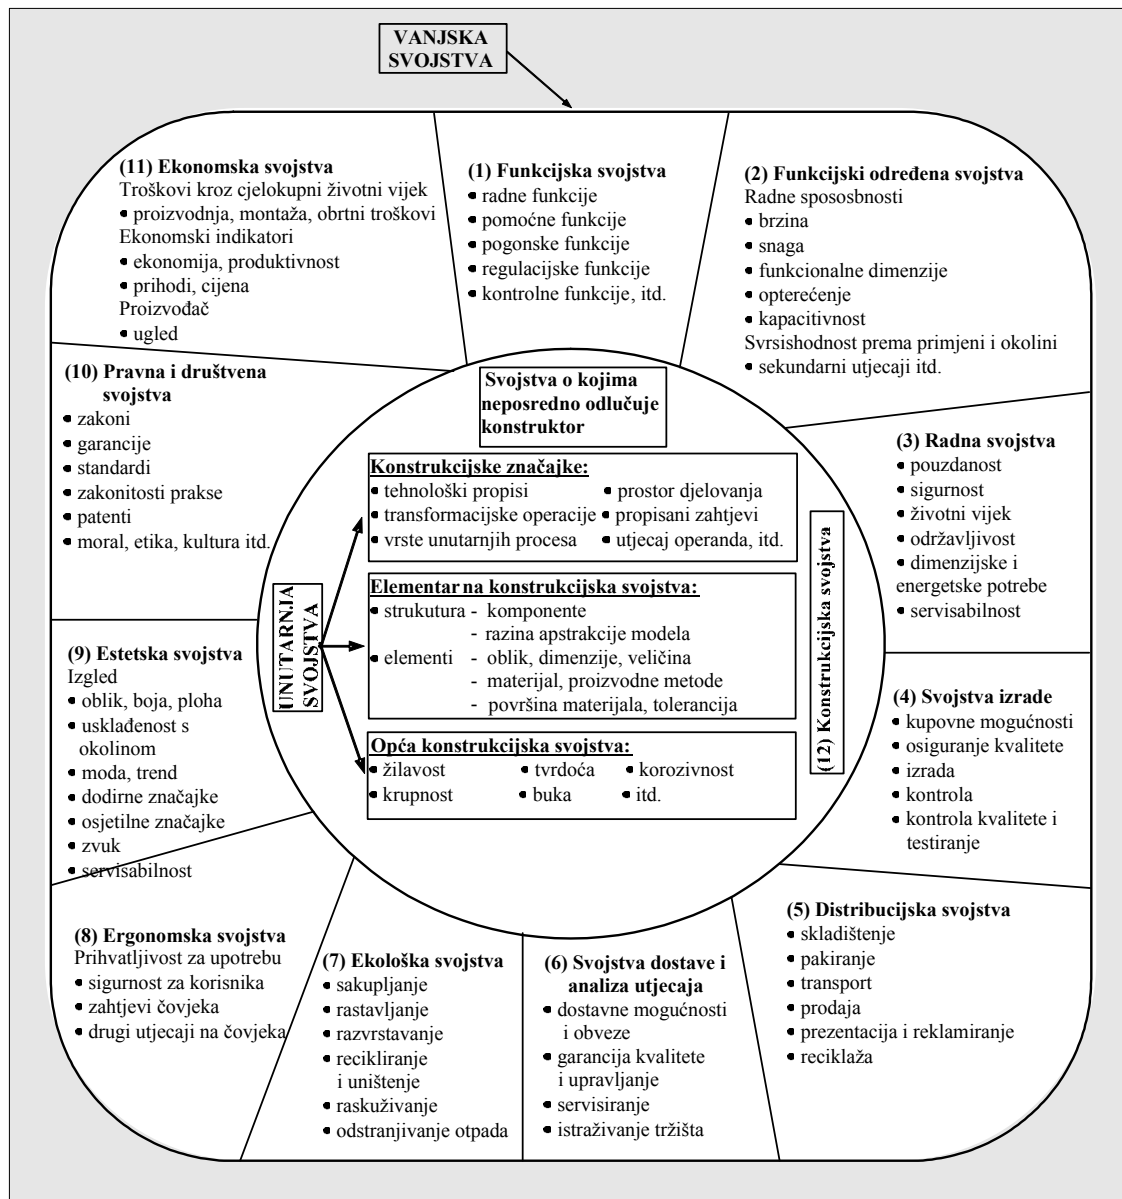 VANJSKA
SVOJSTVA
(11) Ekonomska svojstva
Troškovi kroz cjelokupni životni vijek
• proizvodnja, montaža, obrtni troškovi
Ekonomski indikatori
• ekonomija, produktivnost
• prihodi, cijena
Proizvođač
• ugled
(1) Funkcijska svojstva
• radne funkcije
• pomoćne funkcije
• pogonske funkcije
• regulacijske funkcije
• kontrolne funkcije, itd.
(2) Funkcijski određena svojstva
Radne spososbnosti
• brzina
• snaga
• funkcionalne dimenzije
• opterećenje
• kapacitivnost
Svrsishodnost prema primjeni i okolini
• sekundarni utjecaji itd.
(3) Radna svojstva
• pouzdanost
• sigurnost
• životni vijek
• održavljivost
• dimenzijske i
energetske potrebe
• servisabilnost
(4) Svojstva izrade
• kupovne mogućnosti
• osiguranje kvalitete
• izrada
• kontrola
• kontrola kvalitete i
testiranje
(5) Distribucijska svojstva
• skladištenje
• pakiranje
• transport
• prodaja
• prezentacija i reklamiranje
• reciklaža
(6) Svojstva dostave i
analiza utjecaja
• dostavne mogućnosti
i obveze
• garancija kvalitete
i upravljanje
• servisiranje
• istraživanje tržišta
(7) Ekološka svojstva
• sakupljanje
• rastavljanje
• razvrstavanje
• recikliranje
i uništenje
• raskuživanje
• odstranjivanje otpada
(8) Ergonomska svojstva
Prihvatljivost za upotrebu
• sigurnost za korisnika
• zahtjevi čovjeka
• drugi utjecaji na čovjeka
(9) Estetska svojstva
Izgled
• oblik, boja, ploha
• usklađenost s
okolinom
• moda, trend
• dodirne značajke
• osjetilne značajke
• zvuk
• servisabilnost
(10) Pravna i društvena
svojstva
• zakoni
• garancije
• standardi
• zakonitosti prakse
• patenti
• moral, etika, kultura itd.
Svojstva o kojima
neposredno odlučuje
konstruktor
UNUTARNJA
SVOJSTVA
Konstrukcijske značajke:
• tehnološki propisi • prostor djelovanja
• transformacijske operacije • propisani zahtjevi
• vrste unutarnjih procesa • utjecaj operanda, itd.
Elementarna konstrukcijska svojstva:
• strukutura - komponente
- razina apstrakcije modela
• elementi - oblik, dimenzije, veličina
- materijal, proizvodne metode
- površina materijala, tolerancija
Opća konstrukcijska svojstva:
• žilavost • tvrdoća • korozivnost
• krupnost • buka • itd.
(12) Konstrukcijska svojstva